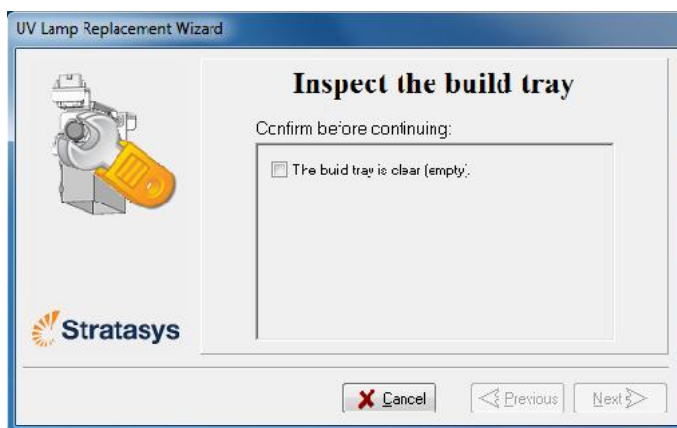 UV Lamp Replacement Wizard
Inspect the build tray
Confirm before continuing:
The buid tray is clear (empty).
Stratasys
Cancel
Previous
Next